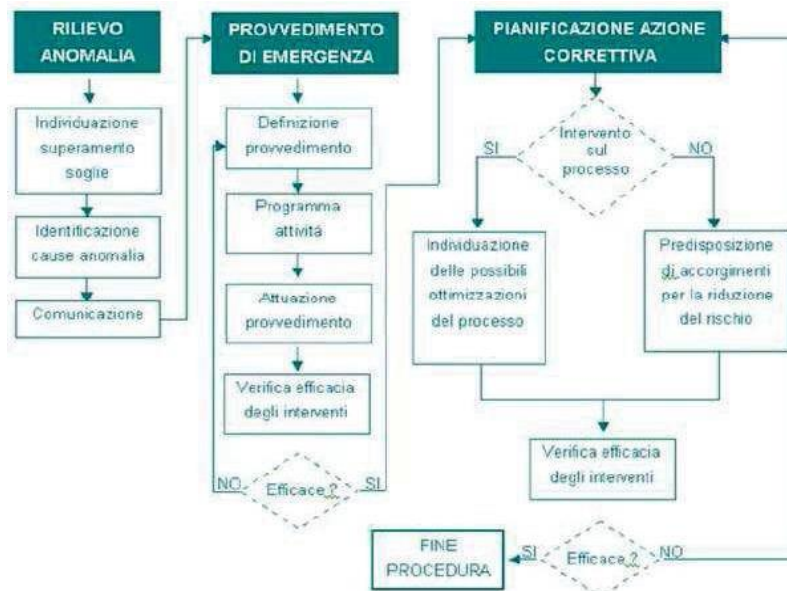 RILIEVO
ANOMALIA
Individuazione
superamento
soglie
Identificazione
cause anomalia
Comunicazione
PROVVEDIMENTO
DI EMERGENZA
Definizione
provvedimento
Programma
attività
Attuazione
provvedimento
Verifica efficacia
degli interventi
NO
Efficace ?
SI
PIANIFICAZIONE AZIONE
CORRETTIVA
Intervento
sul
processo
SI
NO
Individuazione
delle possibili
ottimizzazioni
del processo
Predisposizione
di accorgimenti
per la riduzione
del rischio
Verifica efficacia
degli interventi
Efficace ?
SI
NO
FINE
PROCEDURA